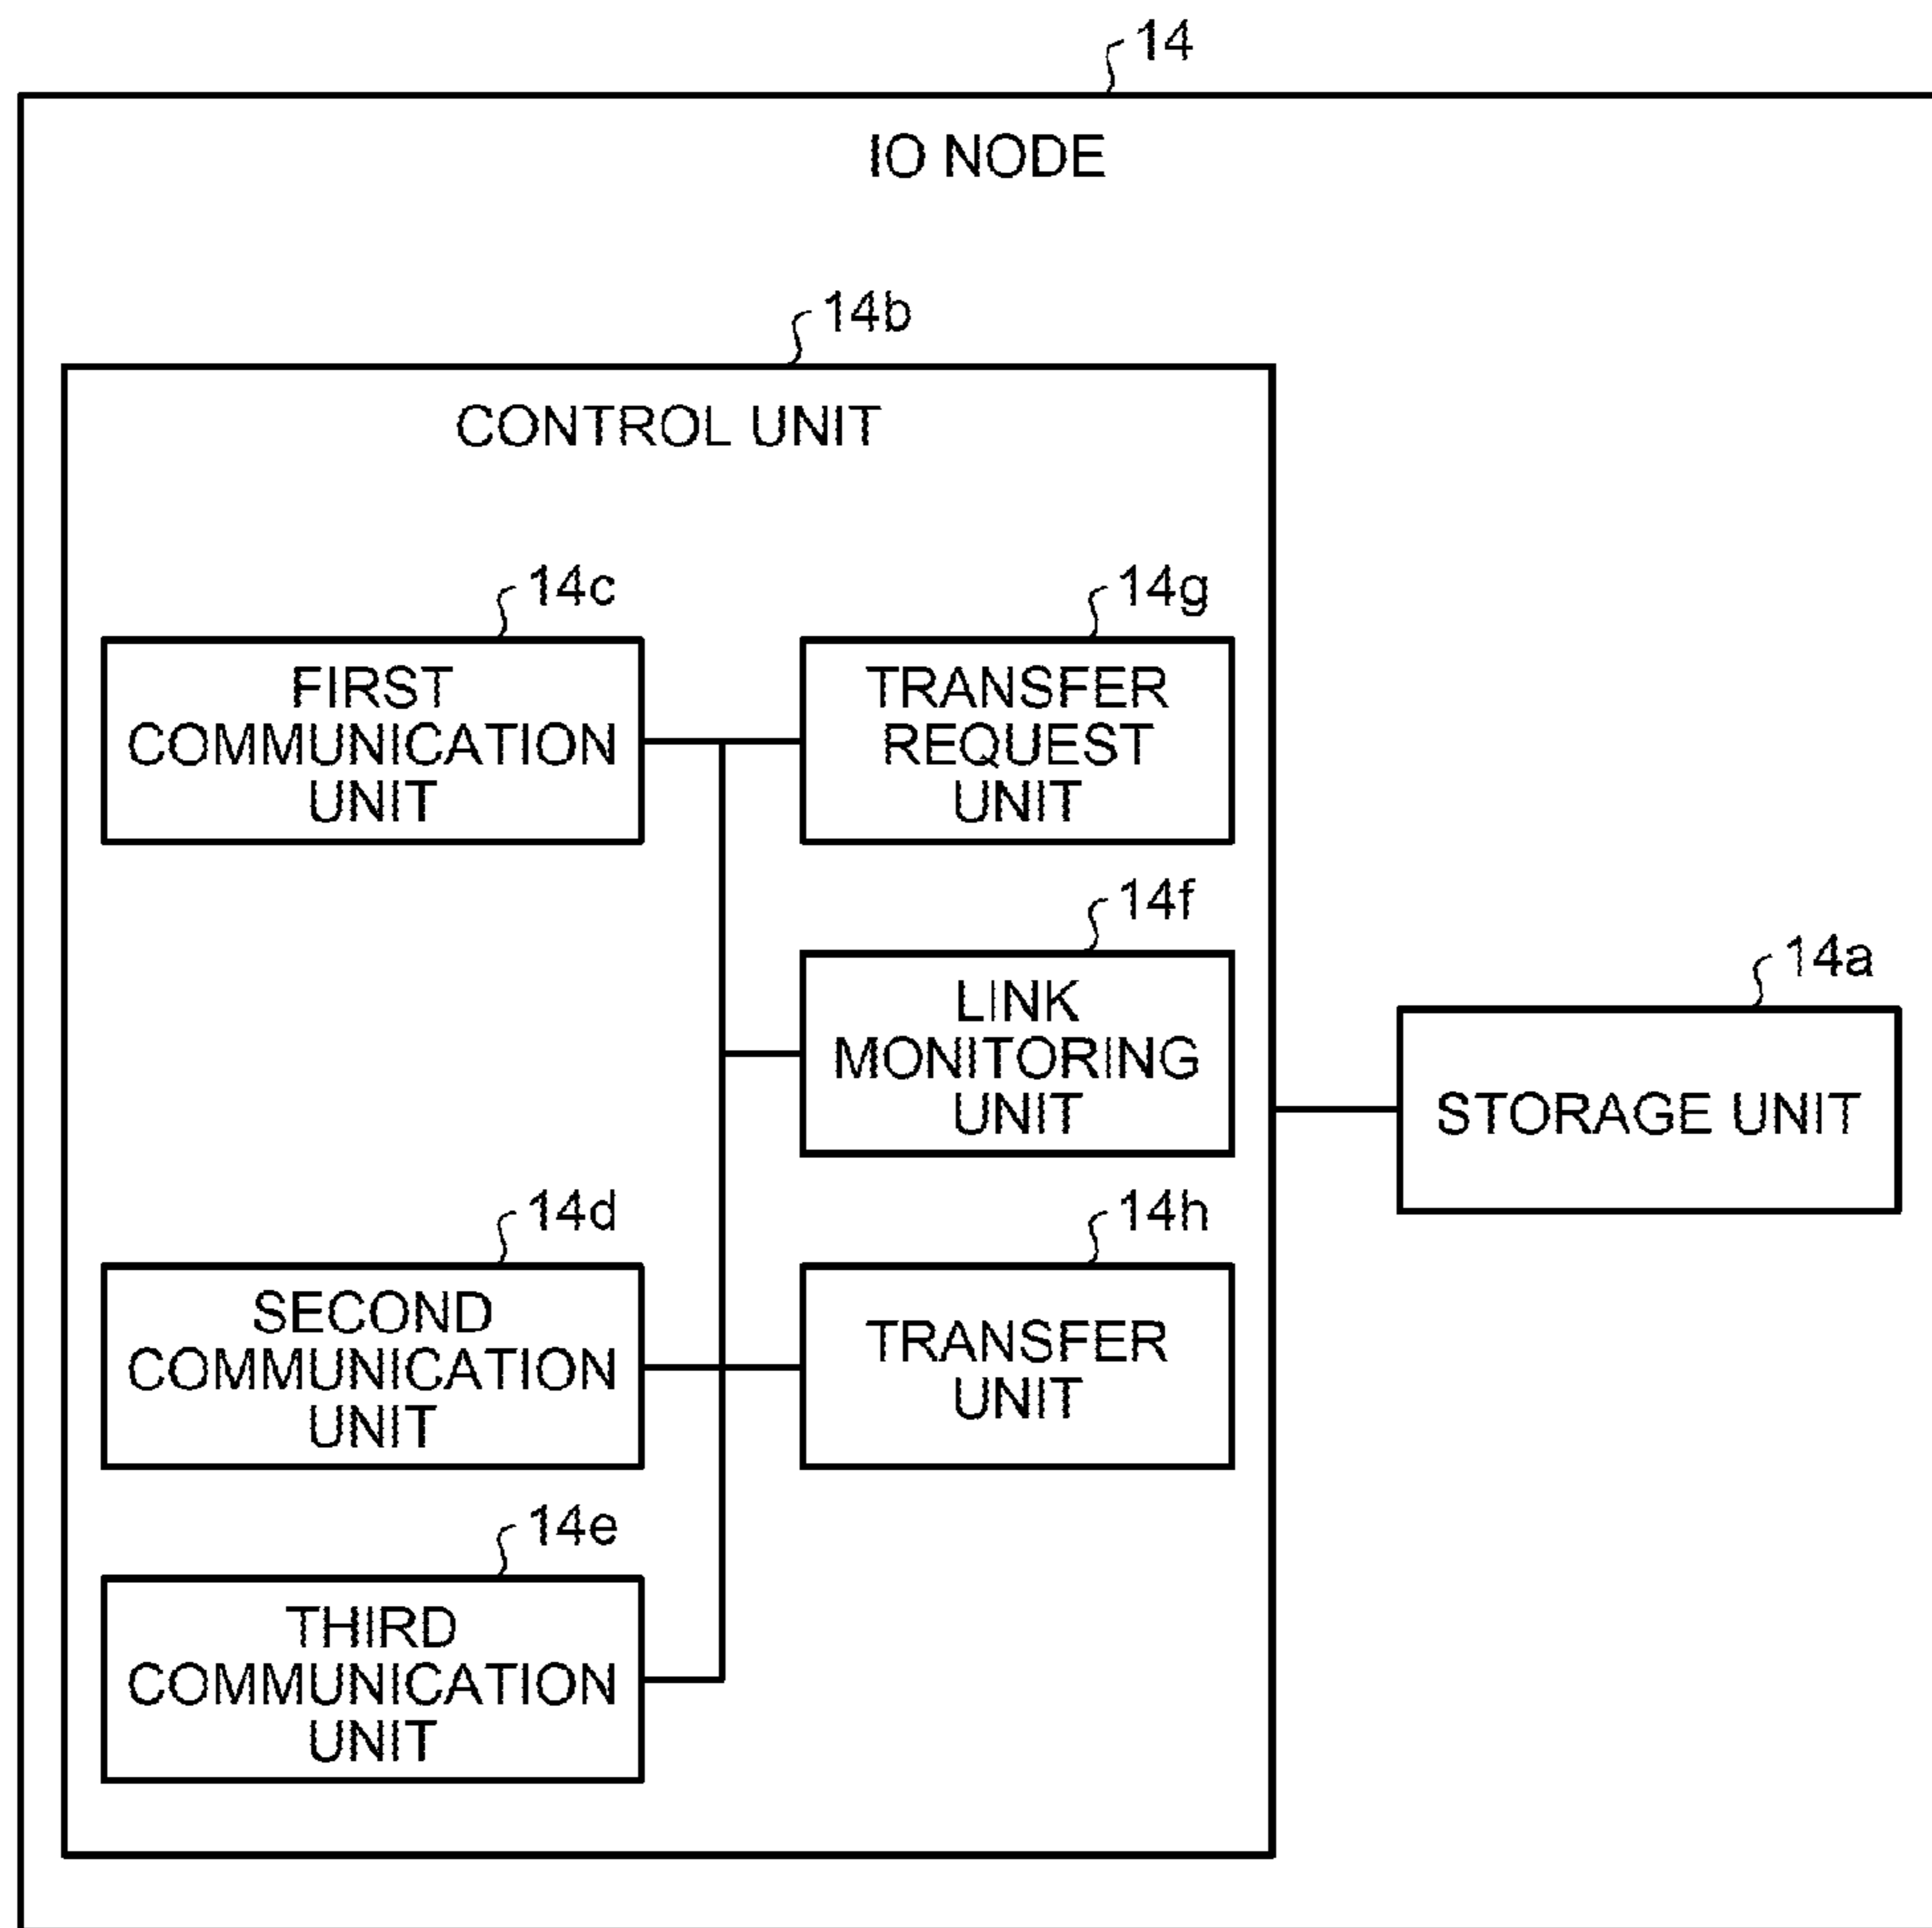 14
IO NODE
14b
CONTROL UNIT
14c
FIRST
COMMUNICATION
UNIT
14g
TRANSFER
REQUEST
UNIT
14f
LINK
MONITORING
UNIT
14a
STORAGE UNIT
14d
SECOND
COMMUNICATION
UNIT
14h
TRANSFER
UNIT
14e
THIRD
COMMUNICATION
UNIT